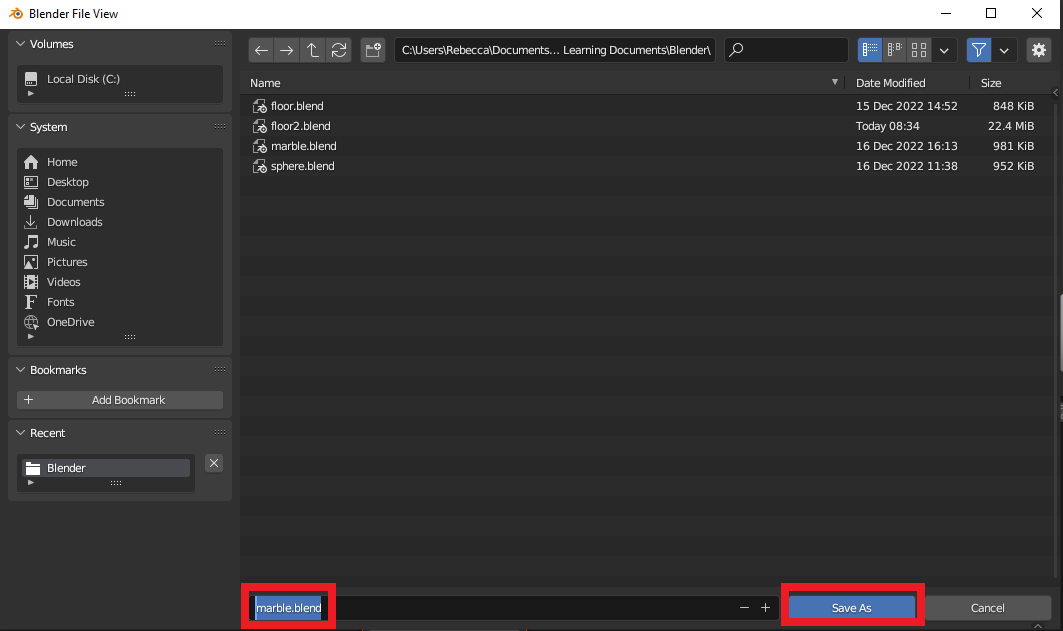 Blender File View
Volumes
Local Disk (C:)
System
Home
Desktop
Documents
Downloads
Music
Pictures
Videos
Fonts
OneDrive
Bookmarks
Add Bookmark
Recent
Blender
C:\Users\Rebecca\Documents... Learning Documents\Blender\
Name Date Modified Size
floor.blend 15 Dec 2022 14:52 848 KiB
floor2.blend Today 08:34 22.4 MiB
marble.blend 16 Dec 2022 16:13 981 KiB
sphere.blend 16 Dec 2022 11:38 952 KiB
marble.blend Save As Cancel